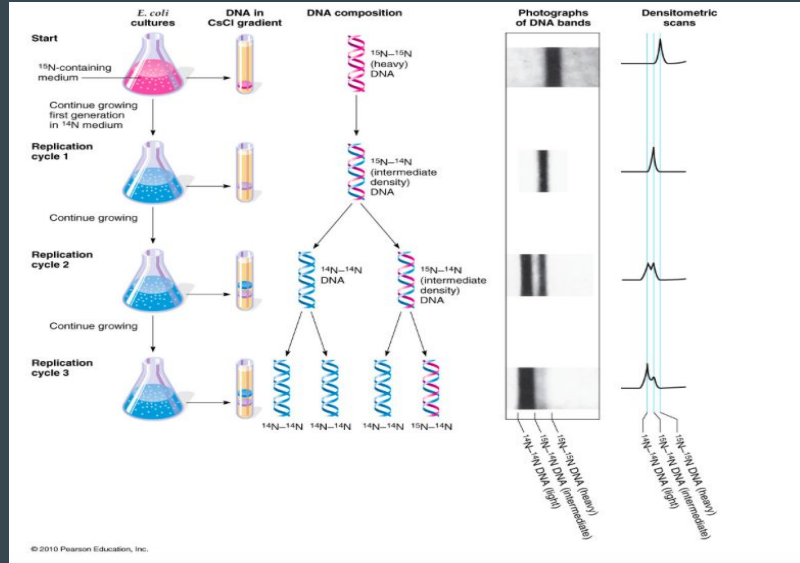 E. coli
cultures
DNA in
CsCl gradient
DNA composition
Photographs
of DNA bands
Densitometric
scans
Start
¹⁵N-containing
medium
¹⁵N–¹⁵N
(heavy)
DNA
Continue growing
first generation
in ¹⁴N medium
Replication
cycle 1
¹⁵N–¹⁴N
(intermediate
density)
DNA
Continue growing
Replication
cycle 2
¹⁴N–¹⁴N
DNA
¹⁵N–¹⁴N
(intermediate
density)
DNA
Continue growing
Replication
cycle 3
¹⁴N–¹⁴N ¹⁴N–¹⁴N ¹⁴N–¹⁴N ¹⁵N–¹⁴N
¹⁴N–¹⁴N DNA (light)
¹⁵N–¹⁴N DNA (intermediate)
¹⁵N–¹⁵N DNA (heavy)
¹⁴N–¹⁴N DNA (light)
¹⁵N–¹⁴N DNA (intermediate)
¹⁵N–¹⁵N DNA (heavy)
© 2010 Pearson Education, Inc.